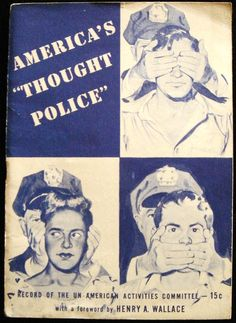 AMERICA'S
"THOUGHT
POLICE"
RECORD OF THE UN-AMERICAN ACTIVITIES COMMITTEE — 15c
with a foreword by HENRY A. WALLACE